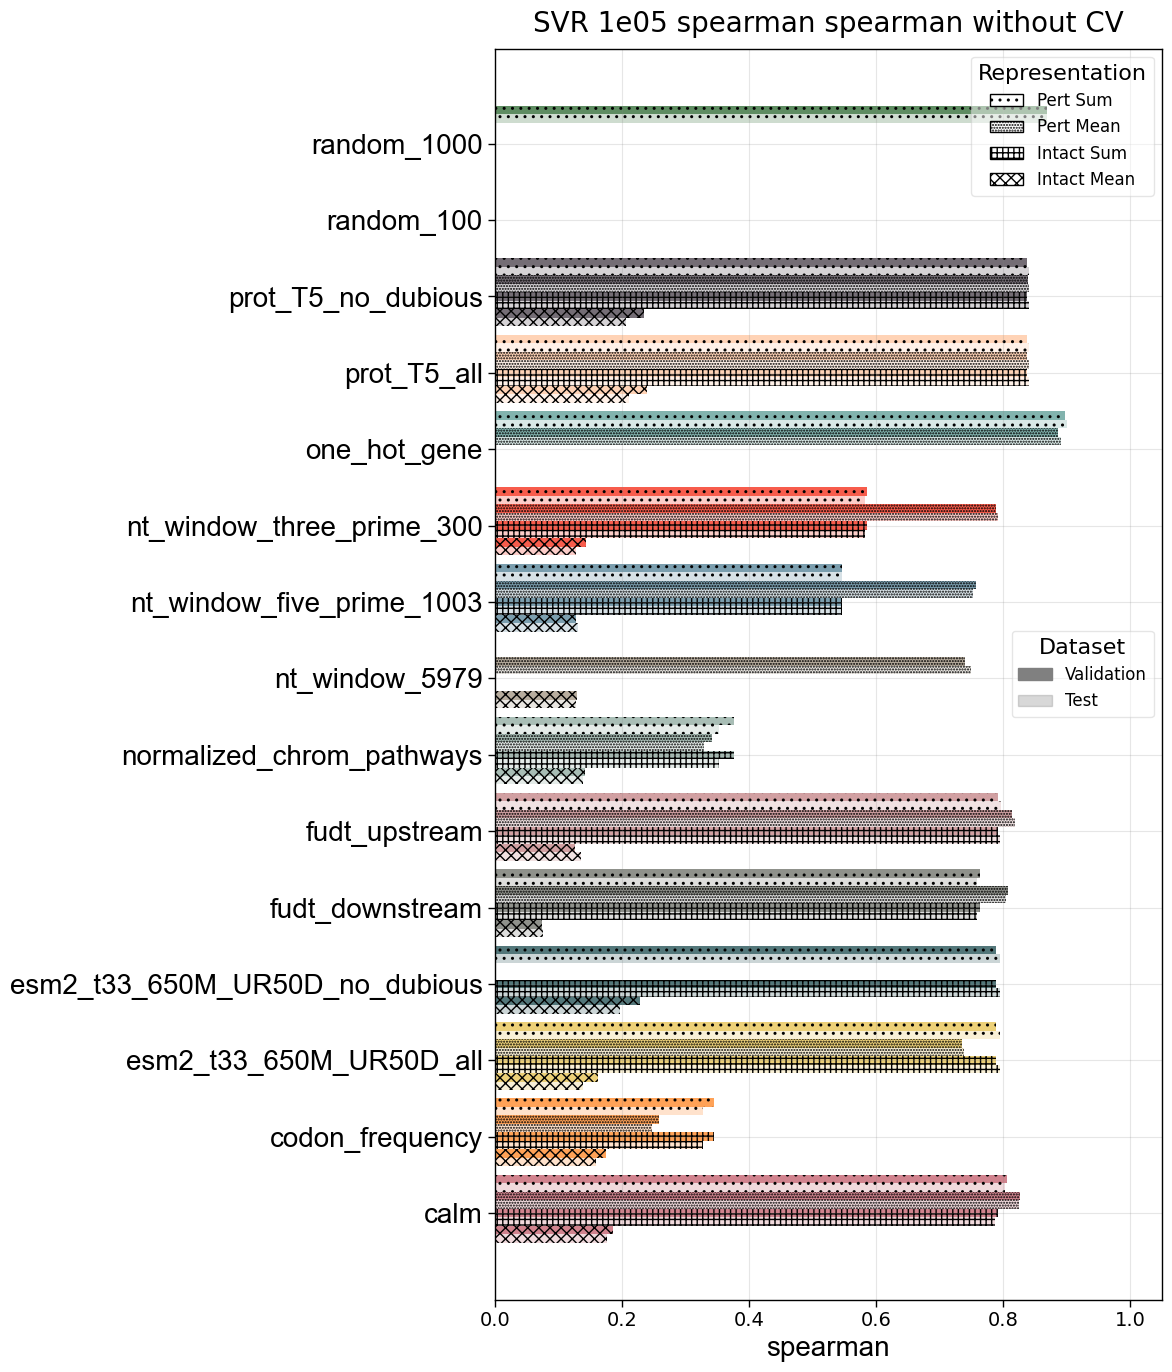 SVR 1e05 spearman spearman without CV
Representation
Pert Sum
Pert Mean
Intact Sum
Intact Mean
random_1000
random_100
prot_T5_no_dubious
prot_T5_all
one_hot_gene
nt_window_three_prime_300
nt_window_five_prime_1003
Dataset
Validation
Test
nt_window_5979
normalized_chrom_pathways
fudt_upstream
fudt_downstream
esm2_t33_650M_UR50D_no_dubious
esm2_t33_650M_UR50D_all
codon_frequency
calm
0.0 0.2 0.4 0.6 0.8 1.0
spearman